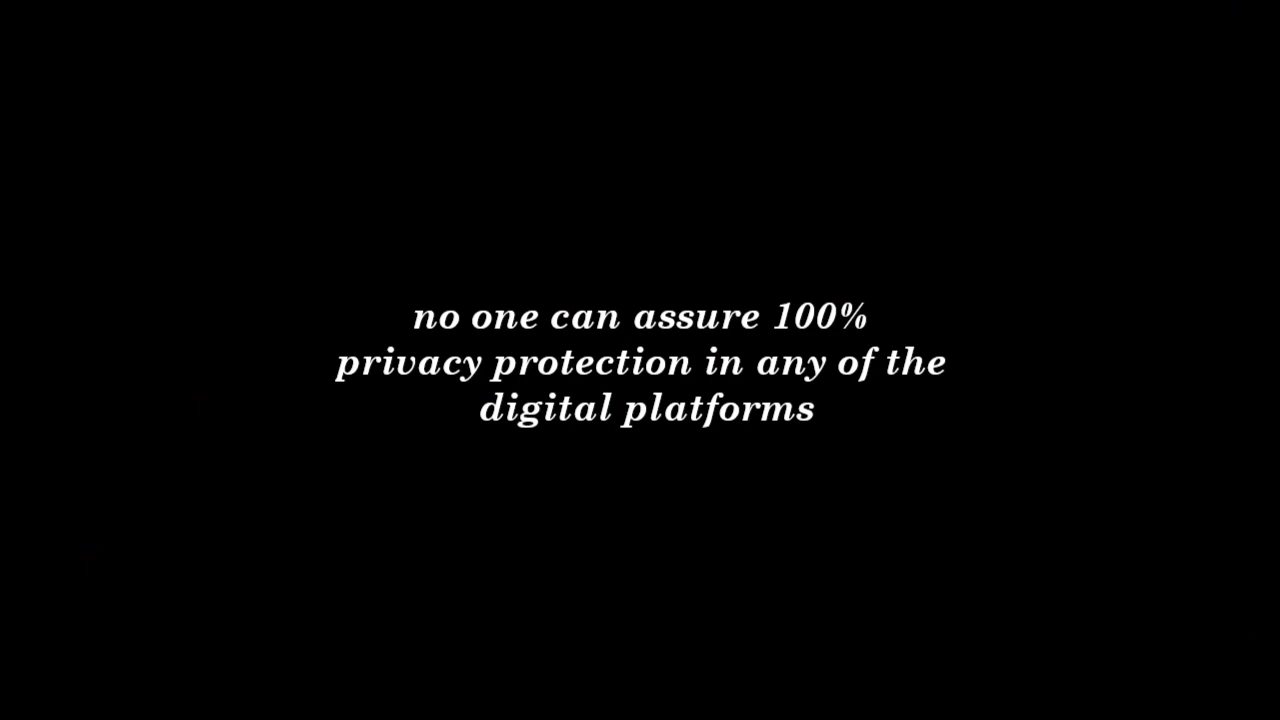 no one can assure 100%
privacy protection in any of the
digital platforms